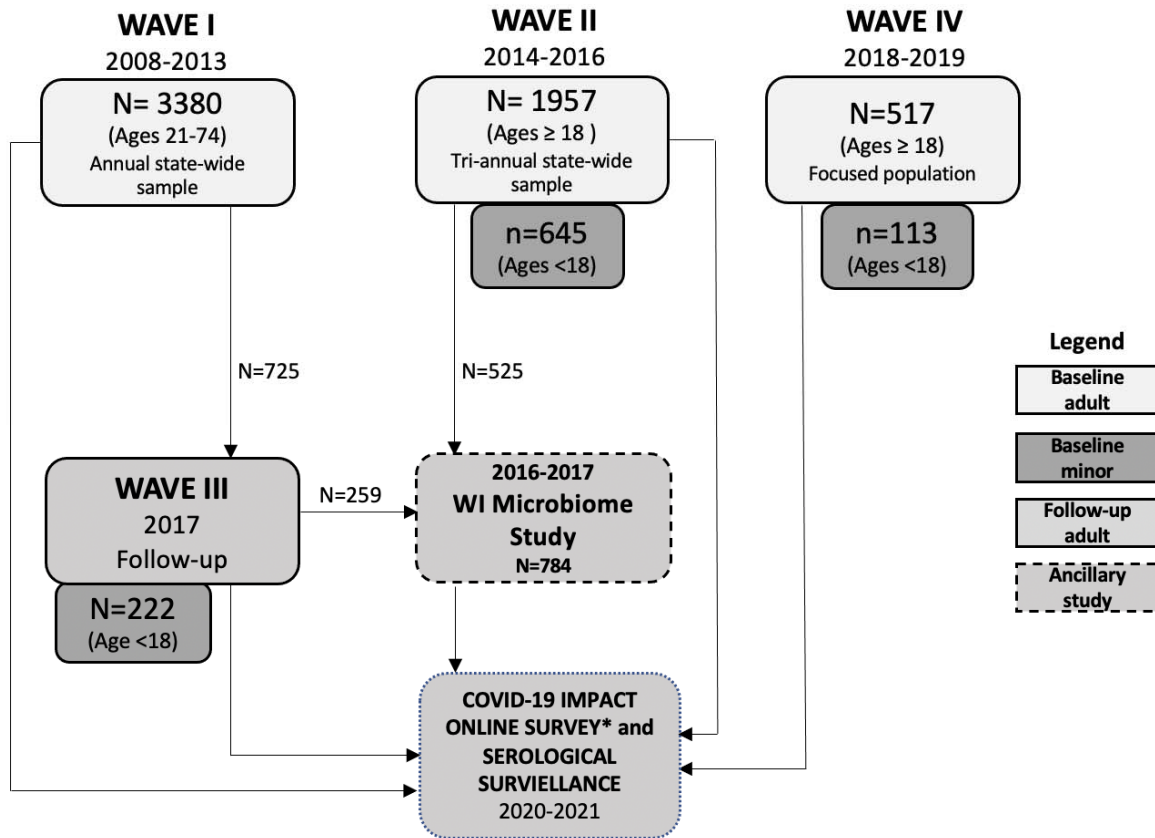 WAVE I
2008-2013
N= 3380
(Ages 21-74)
Annual state-wide
sample
WAVE II
2014-2016
N= 1957
(Ages ≥ 18 )
Tri-annual state-wide
sample
n=645
(Ages <18)
WAVE IV
2018-2019
N=517
(Ages ≥ 18)
Focused population
n=113
(Ages <18)
N=725
N=525
WAVE III
2017
Follow-up
N=222
(Age <18)
N=259
2016-2017
WI Microbiome
Study
N=784
COVID-19 IMPACT
ONLINE SURVEY* and
SEROLOGICAL
SURVIELLANCE
2020-2021
Legend
Baseline
adult
Baseline
minor
Follow-up
adult
Ancillary
study